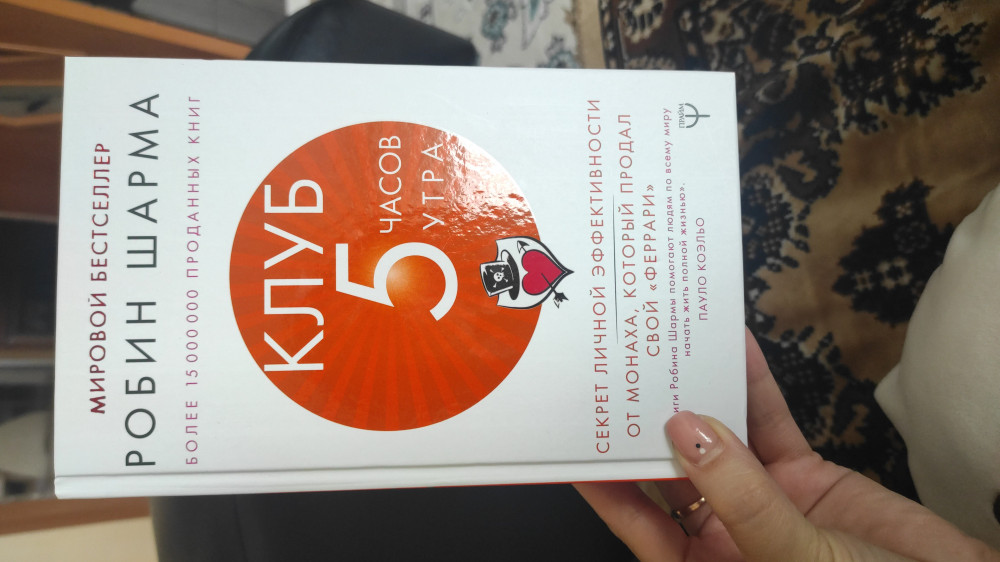 МИРОВОЙ БЕСТСЕЛЛЕР
РОБИН ШАРМА
БОЛЕЕ 15 000 000 ПРОДАННЫХ КНИГ
КЛУБ
5 ЧАСОВ
УТРА
СЕКРЕТ ЛИЧНОЙ ЭФФЕКТИВНОСТИ
ОТ МОНАХА, КОТОРЫЙ ПРОДАЛ
СВОЙ «ФЕРРАРИ»
Робина Шармы помогают людям по всему миру
начать жить полной жизнью».
ПАУЛО КОЭЛЬО
ПРАЙМ